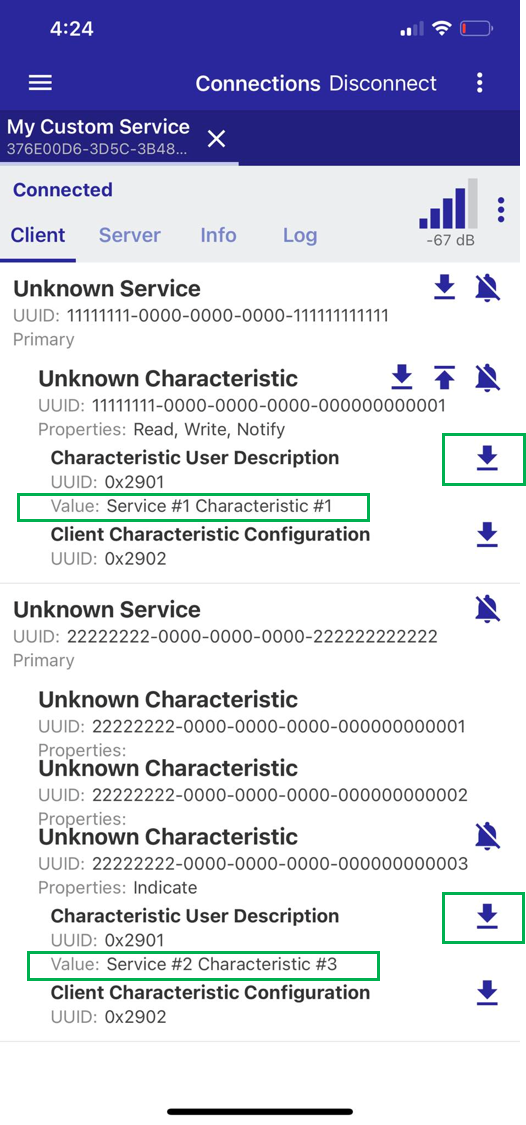 4:24
Connections Disconnect
My Custom Service
376E00D6-3D5C-3B48...
Connected
-67 dB
Client Server Info Log
Unknown Service
UUID: 11111111-0000-0000-0000-111111111111
Primary
Unknown Characteristic
UUID: 11111111-0000-0000-0000-000000000001
Properties: Read, Write, Notify
Characteristic User Description
UUID: 0x2901
Value: Service #1 Characteristic #1
Client Characteristic Configuration
UUID: 0x2902
Unknown Service
UUID: 22222222-0000-0000-0000-222222222222
Primary
Unknown Characteristic
UUID: 22222222-0000-0000-0000-000000000001
Properties:
Unknown Characteristic
UUID: 22222222-0000-0000-0000-000000000002
Properties:
Unknown Characteristic
UUID: 22222222-0000-0000-0000-000000000003
Properties: Indicate
Characteristic User Description
UUID: 0x2901
Value: Service #2 Characteristic #3
Client Characteristic Configuration
UUID: 0x2902